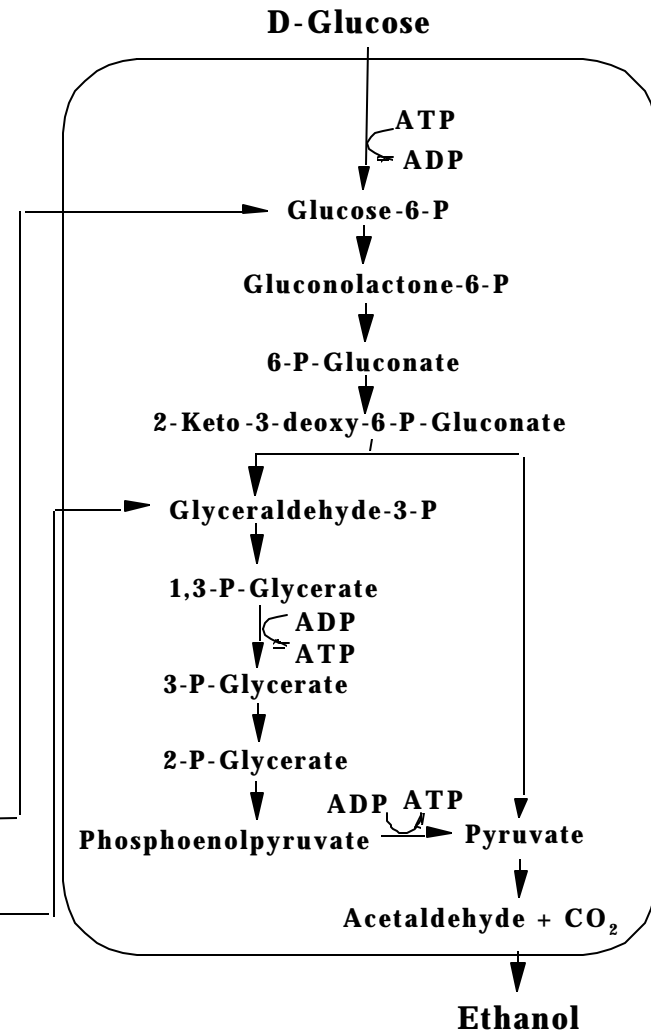 D-Glucose
ATP
ADP
Glucose-6-P
Gluconolactone-6-P
6-P-Gluconate
2-Keto-3-deoxy-6-P-Gluconate
Glyceraldehyde-3-P
1,3-P-Glycerate
ADP
ATP
3-P-Glycerate
2-P-Glycerate
ADP ATP
Phosphoenolpyruvate Pyruvate
Acetaldehyde + CO₂
Ethanol